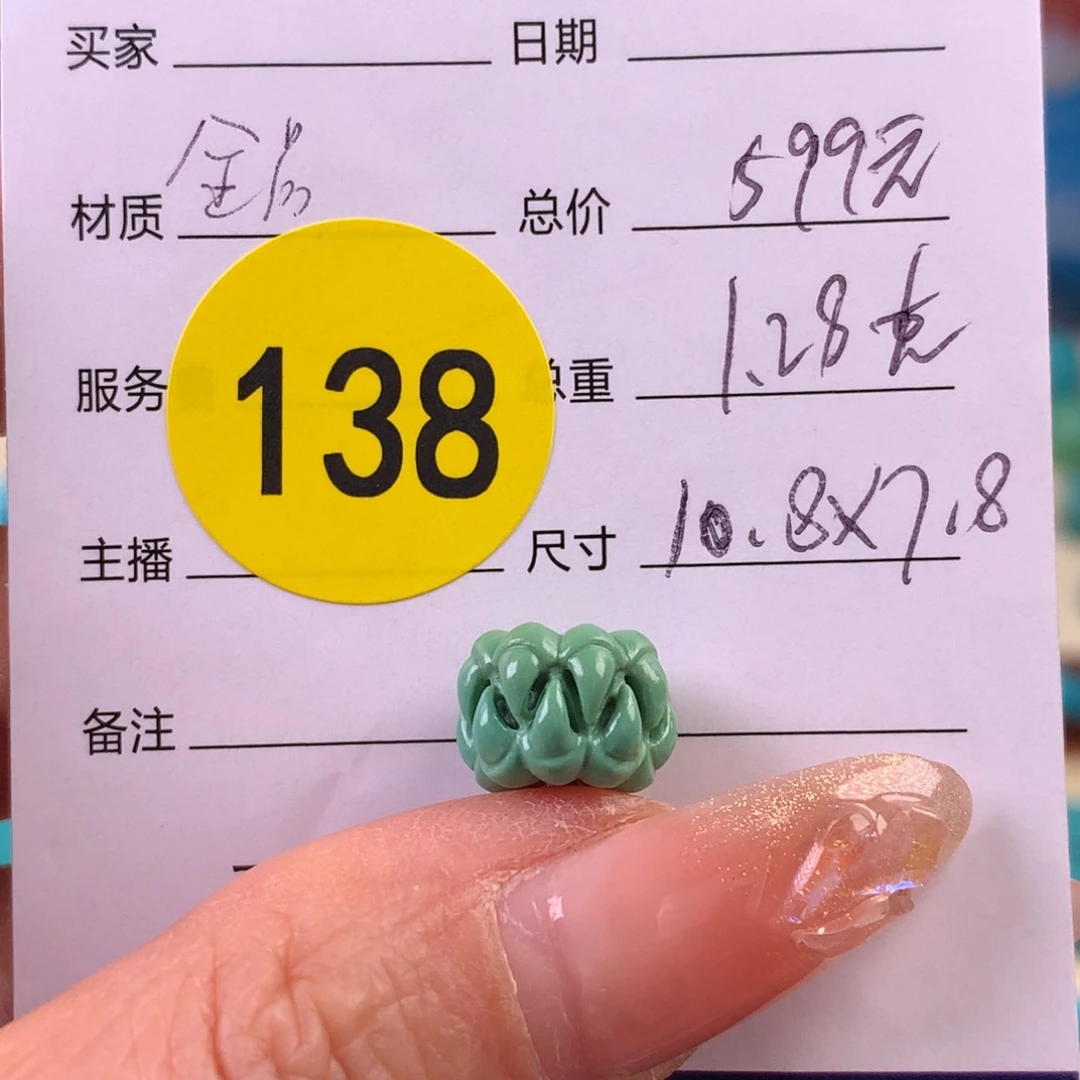 买家 日期
材质 总价 599元
服务 138 总重 1.28克
主播 尺寸 10.8X7.8
备注